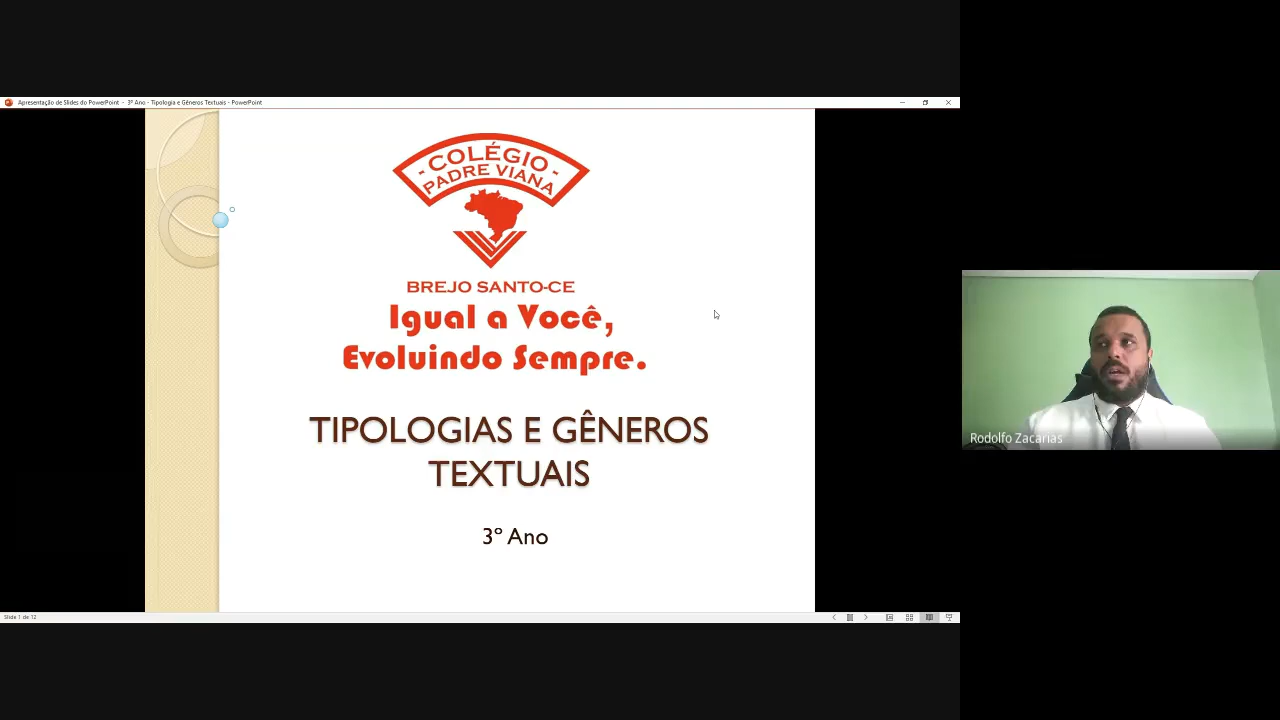 Apresentação de Slides do PowerPoint - 3º Ano - Tipologia e Gêneros Textuais - PowerPoint
- COLÉGIO -
PADRE VIANA
BREJO SANTO-CE
Igual a Você,
Evoluindo Sempre.
TIPOLOGIAS E GÊNEROS
TEXTUAIS
3º Ano
Rodolfo Zacarias
Slide 1 de 12